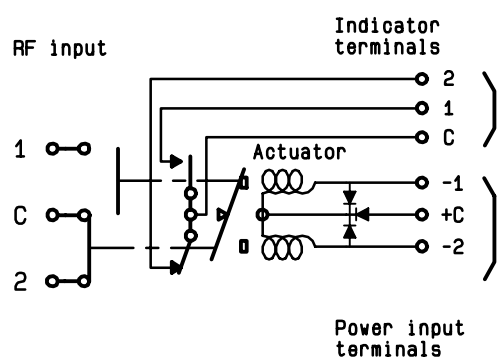 Indicator
terminals
RF input
2
1
C
1
Actuator
-1
C
+C
-2
2
Power input
terminals